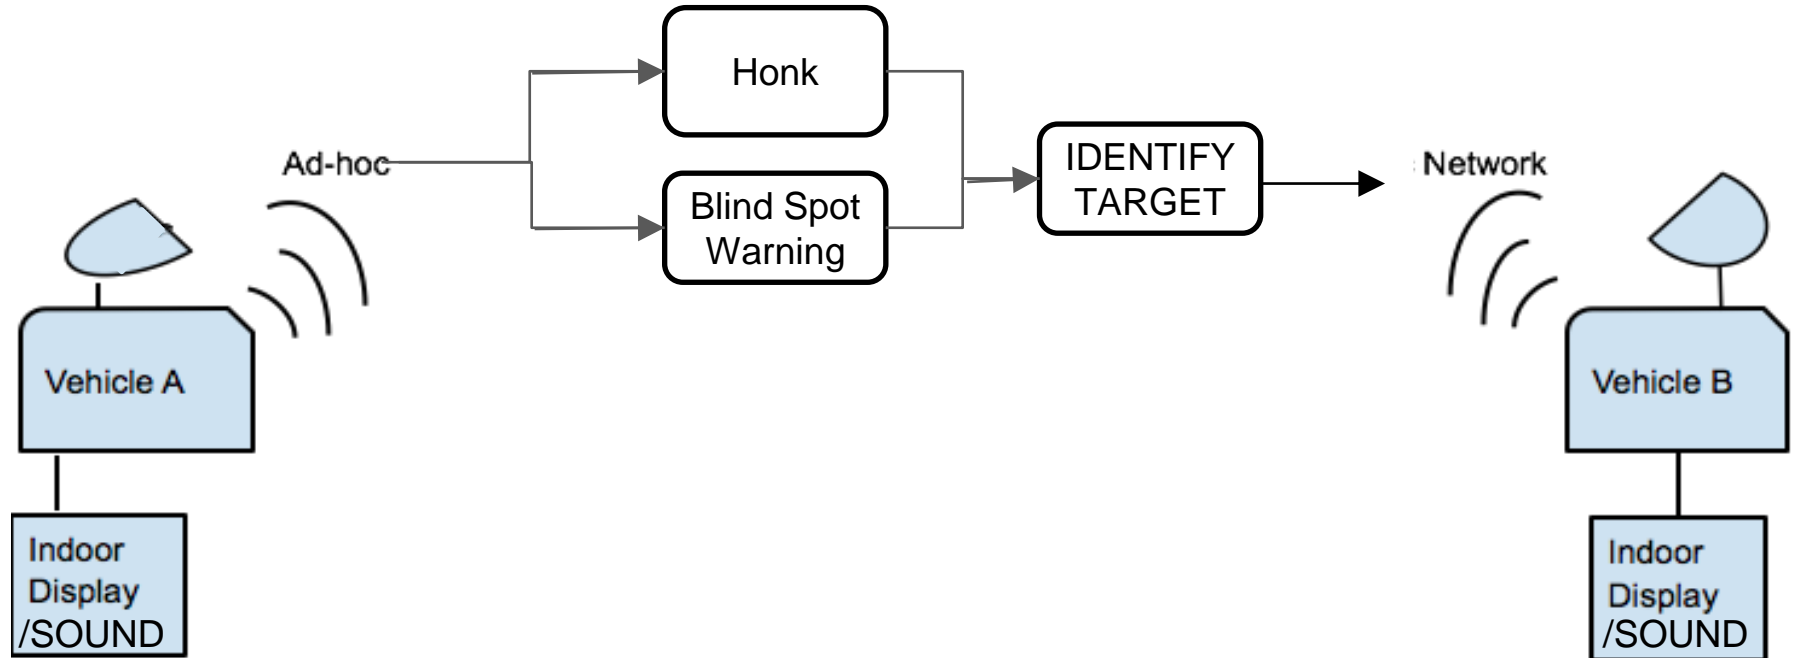 Honk
Ad-hoc
Blind Spot
Warning
IDENTIFY
TARGET
: Network
Vehicle A
Vehicle B
Indoor
Display
/SOUND
Indoor
Display
/SOUND